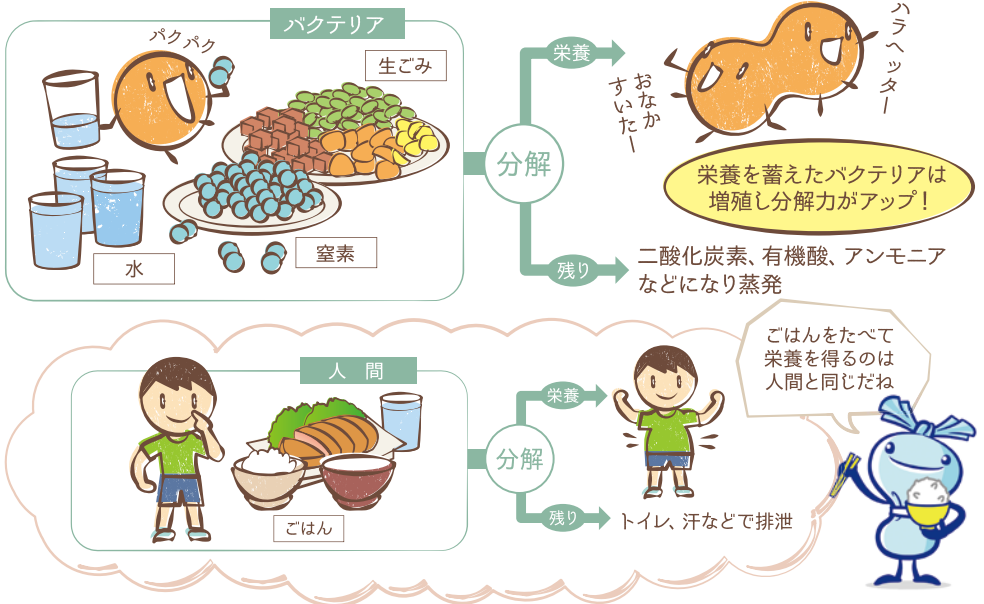 バクテリア
パクパク
生ごみ
水
窒素
分解
栄養
おなか
すいたー
ハラヘッター
栄養を蓄えたバクテリアは
増殖し分解力がアップ！
残り
二酸化炭素、有機酸、アンモニア
などになり蒸発
人間
ごはん
分解
栄養
残り
トイレ、汗などで排泄
ごはんをたべて
栄養を得るのは
人間と同じだね